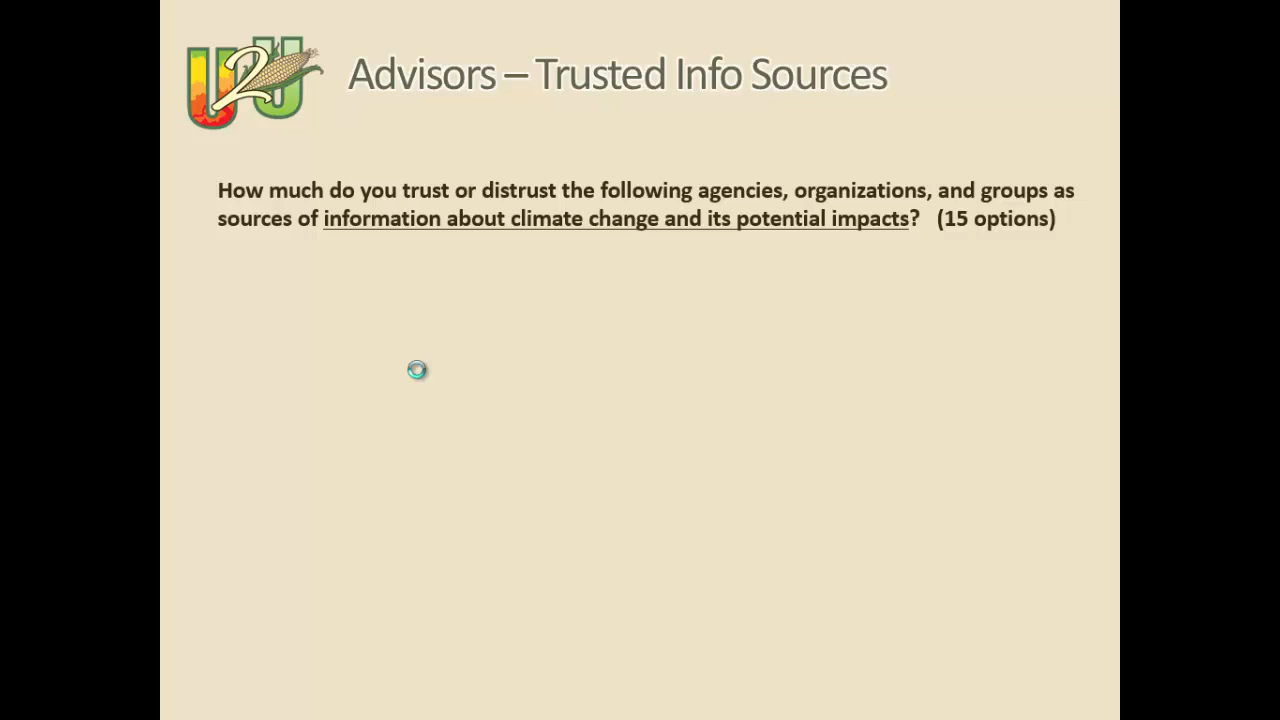 U2U
Advisors – Trusted Info Sources
How much do you trust or distrust the following agencies, organizations, and groups as
sources of information about climate change and its potential impacts? (15 options)